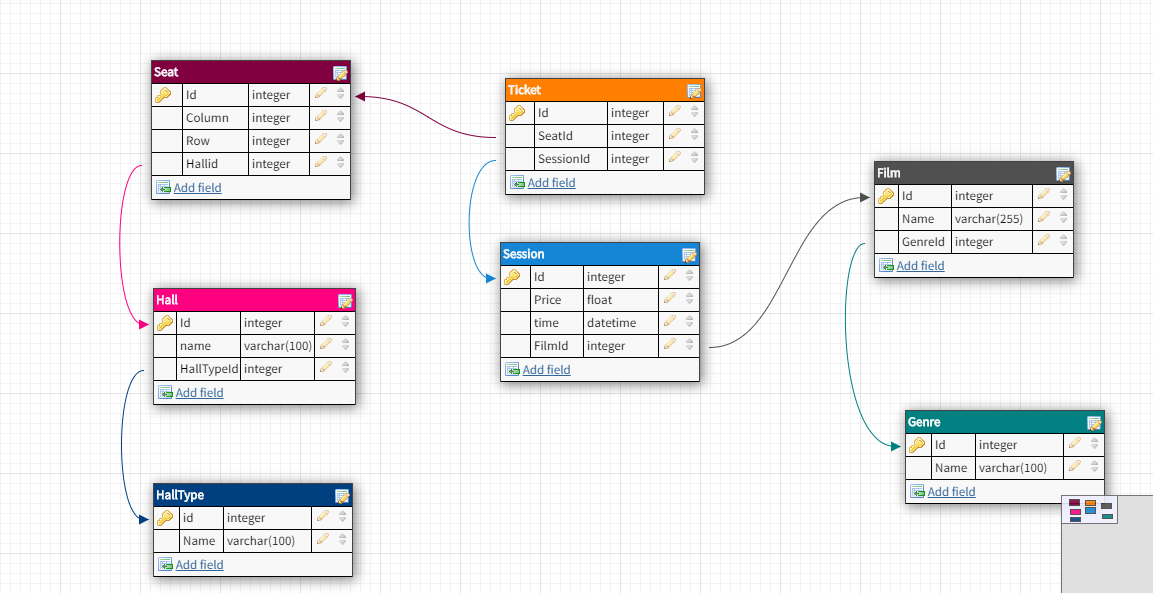 Seat
Id integer
Column integer
Row integer
Hallid integer
Add field
Hall
Id integer
name varchar(100)
HallTypeId integer
Add field
HallType
id integer
Name varchar(100)
Add field
Ticket
Id integer
SeatId integer
SessionId integer
Add field
Session
Id integer
Price float
time datetime
FilmId integer
Add field
Film
Id integer
Name varchar(255)
GenreId integer
Add field
Genre
Id integer
Name varchar(100)
Add field